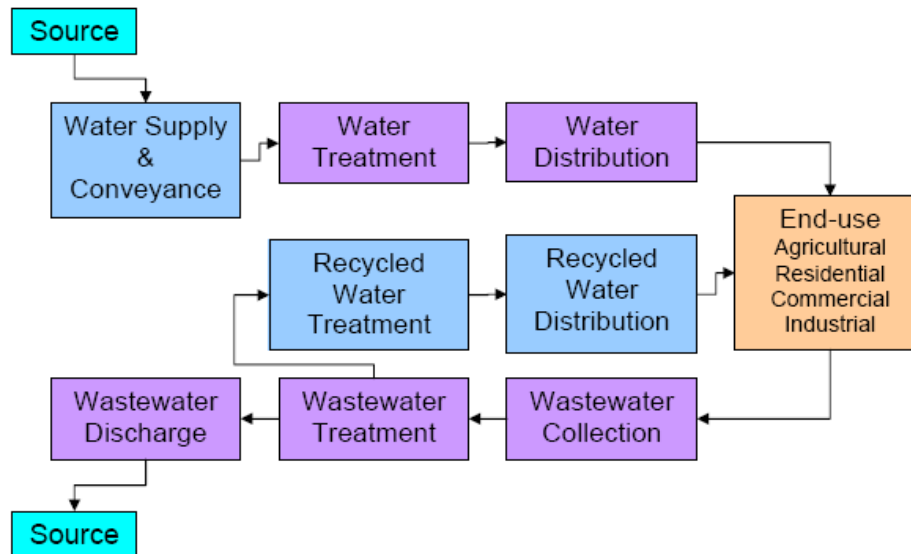 Source
Water Supply
&
Conveyance
Water
Treatment
Water
Distribution
End-use
Agricultural
Residential
Commercial
Industrial
Recycled
Water
Treatment
Recycled
Water
Distribution
Wastewater
Discharge
Wastewater
Treatment
Wastewater
Collection
Source